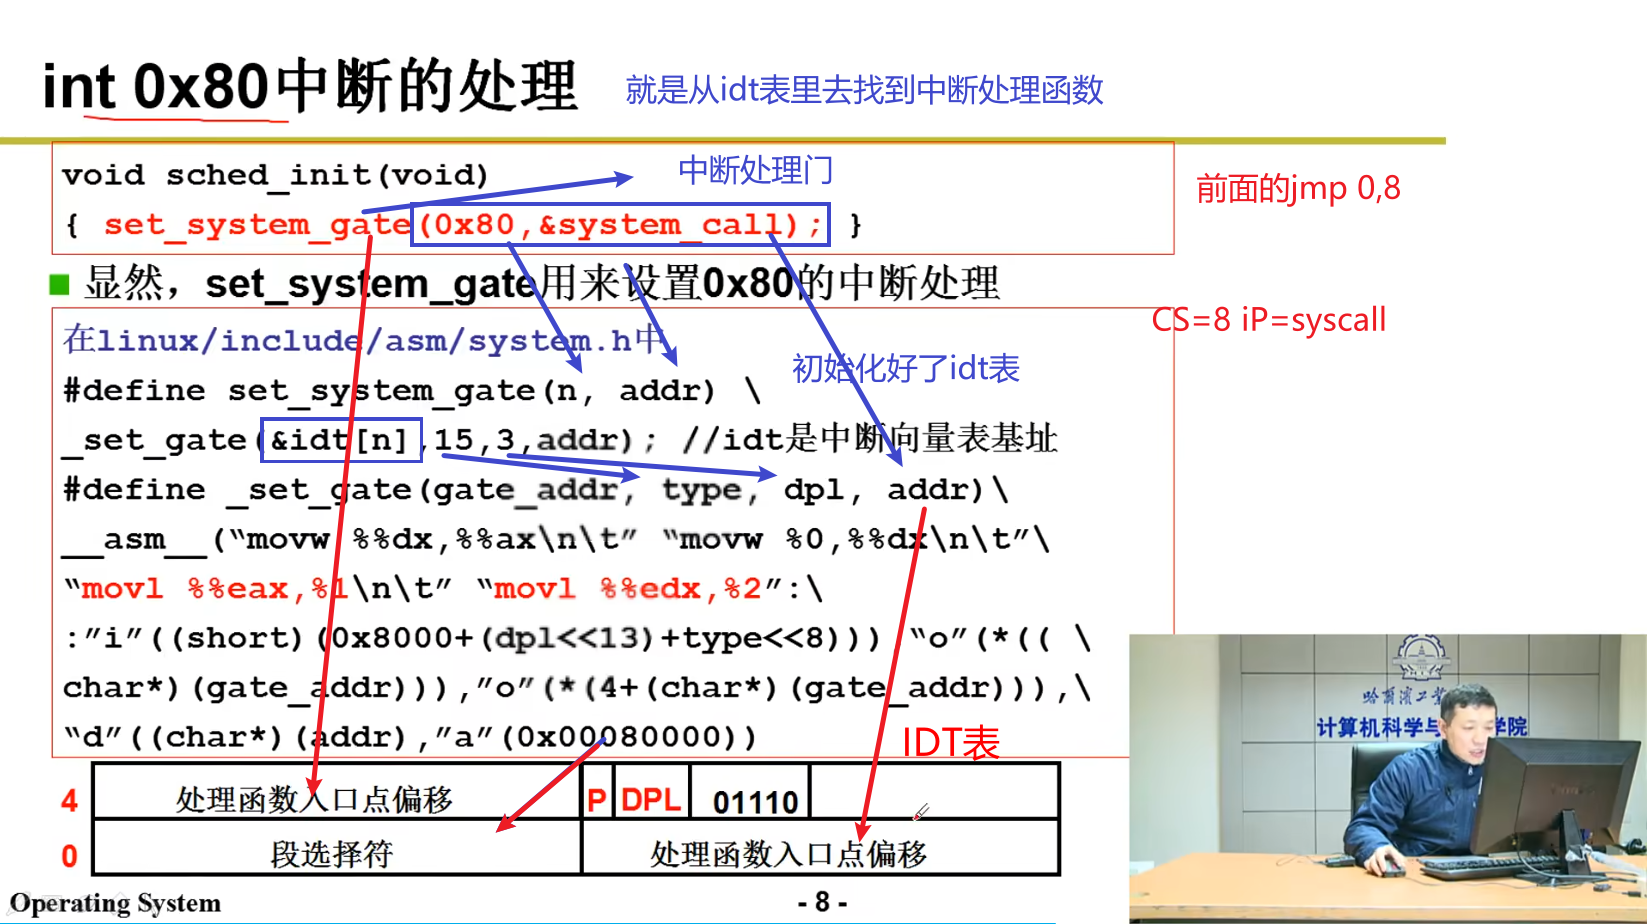 int 0x80中断的处理
就是从idt表里去找到中断处理函数
void sched_init(void)
中断处理门
{ set_system_gate(0x80,&system_call); }
前面的jmp 0,8
显然，set_system_gate用来设置0x80的中断处理
CS=8 iP=syscall
在linux/include/asm/system.h中
初始化好了idt表
#define set_system_gate(n, addr) \
_set_gate(&idt[n],15,3,addr); //idt是中断向量表基址
#define _set_gate(gate_addr, type, dpl, addr)\
__asm__(“movw %%dx,%%ax\n\t” “movw %0,%%dx\n\t”\
“movl %%eax,%1\n\t” “movl %%edx,%2”:\
:”i”((short)(0x8000+(dpl<<13)+type<<8))) “o”(*(( \
char*)(gate_addr))),”o”(*(4+(char*)(gate_addr))),\
“d”((char*)(addr),”a”(0x00080000))
IDT表
4 处理函数入口点偏移 P DPL 01110
0 段选择符 处理函数入口点偏移
Operating System
- 8 -
计算机科学与 学院